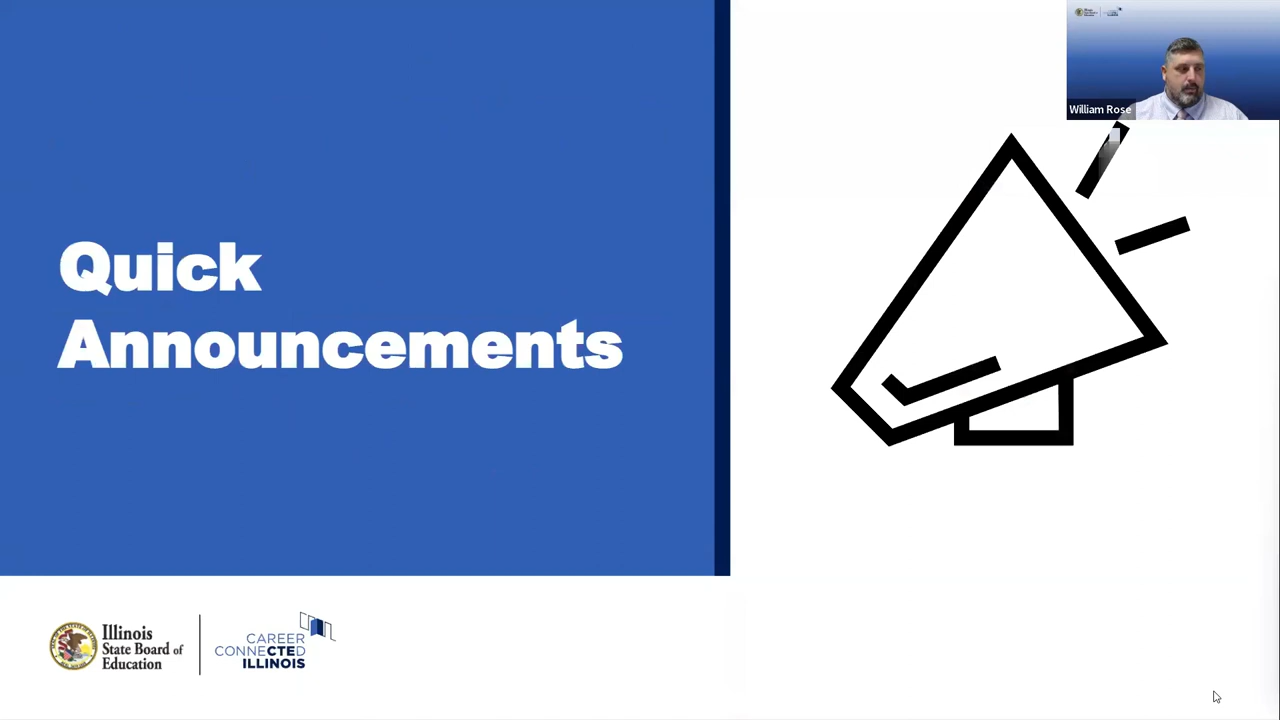 Quick
Announcements
William Rose
Illinois
State Board of
Education
CAREER
CONNECTED
ILLINOIS